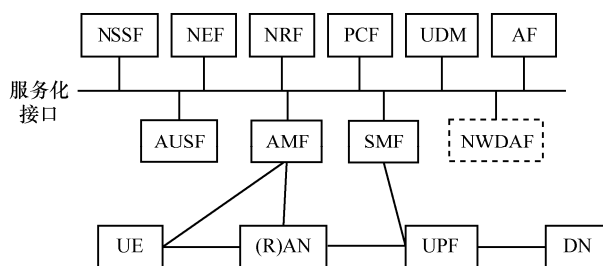 NSSF NEF NRF PCF UDM AF
服务化
接口
AUSF AMF SMF NWDAF
UE (R)AN UPF DN